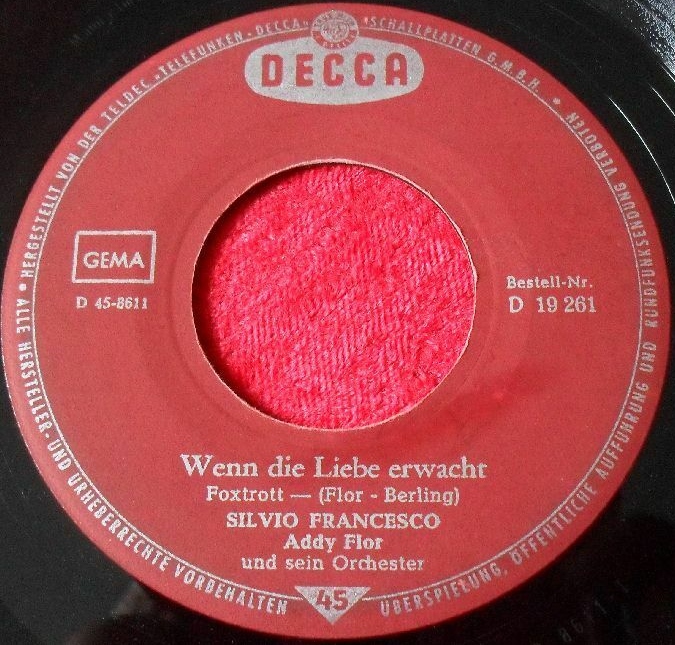 DECCA
• HERGESTELLT VON DER TELDEC »TELEFUNKEN - DECCA« SCHALLPLATTEN G.M.B.H. •
GEMA
D 45-8611
Bestell-Nr.
D 19 261
Wenn die Liebe erwacht
Foxtrott — (Flor - Berling)
SILVIO FRANCESCO
Addy Flor
und sein Orchester
45
ALLE HERSTELLER- UND URHEBERRECHTE VORBEHALTEN
ÜBERSPIELUNG, ÖFFENTLICHE AUFFÜHRUNG UND RUNDFUNKSENDUNG VERBOTEN